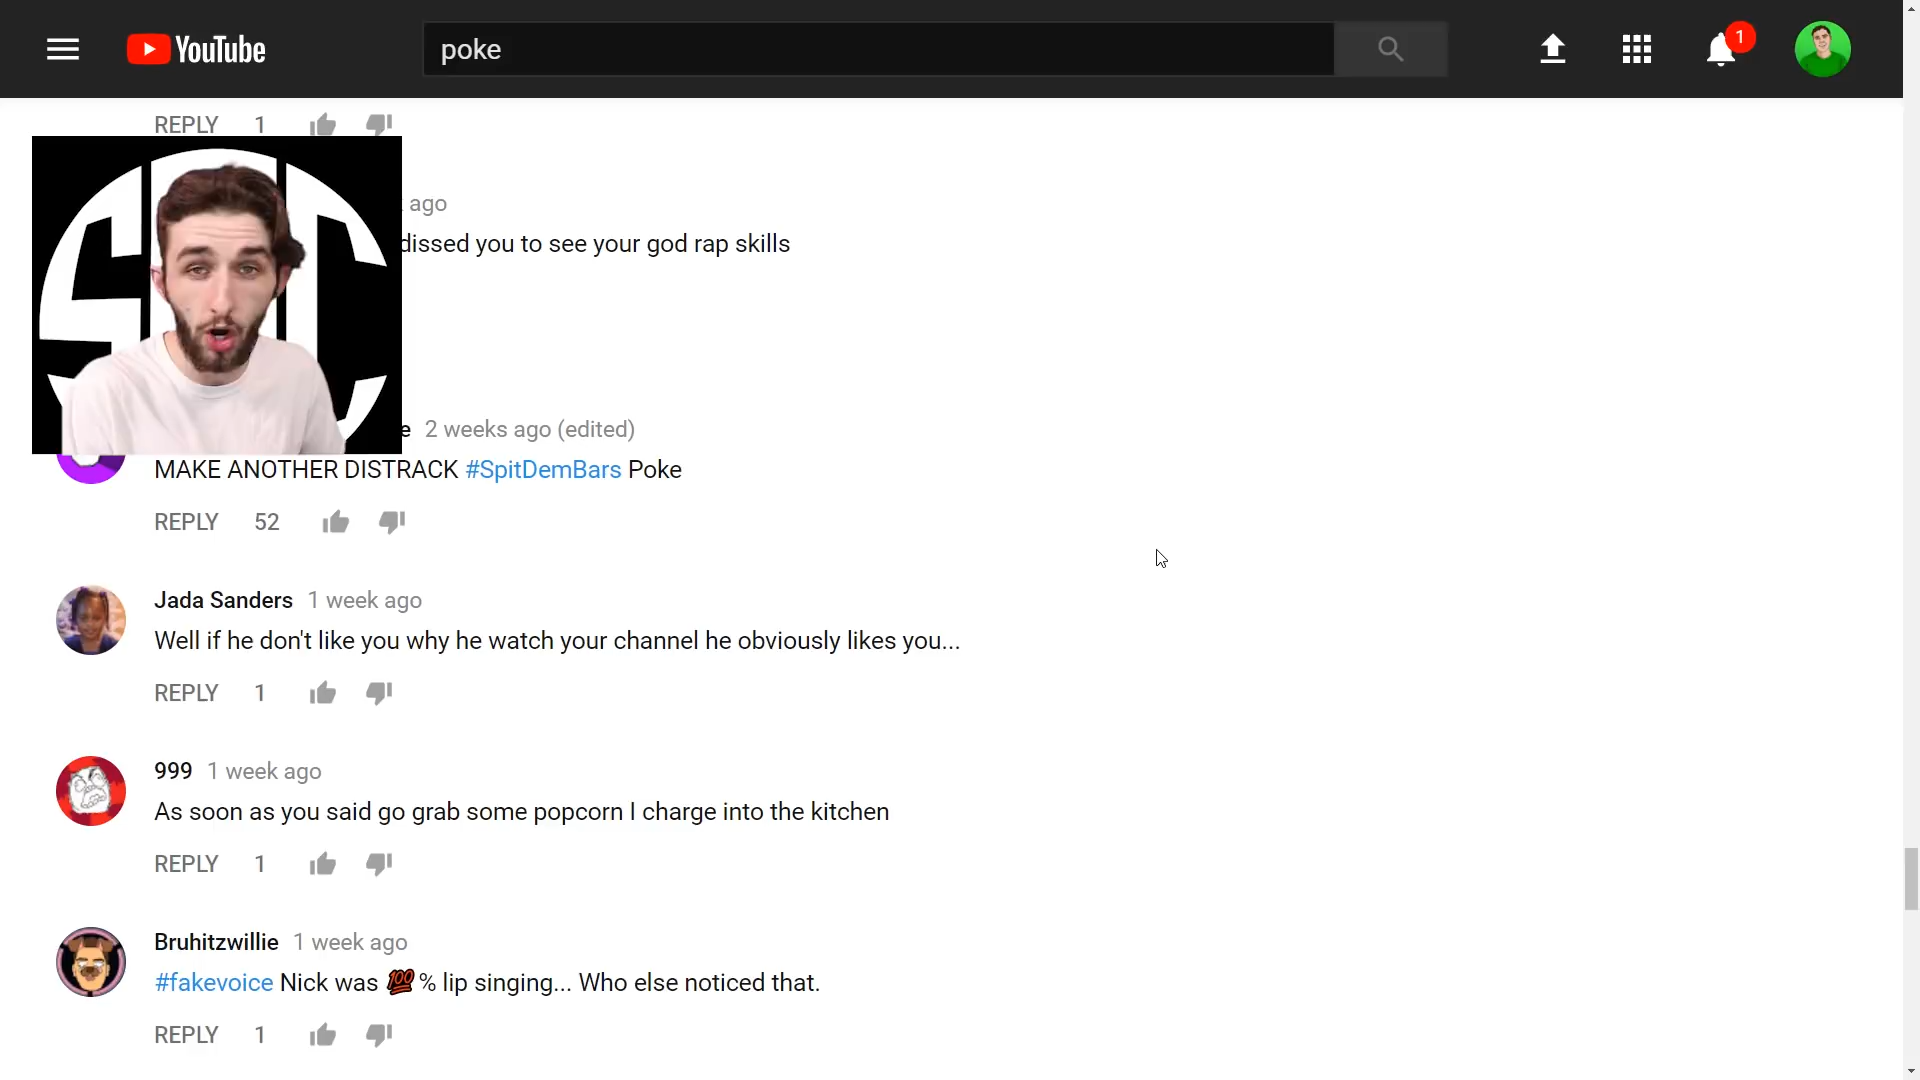 YouTube
poke
1
REPLY 1
ago
dissed you to see your god rap skills
2 weeks ago (edited)
MAKE ANOTHER DISTRACK #SpitDemBars Poke
REPLY 52
Jada Sanders 1 week ago
Well if he don't like you why he watch your channel he obviously likes you...
REPLY 1
999 1 week ago
As soon as you said go grab some popcorn I charge into the kitchen
REPLY 1
Bruhitzwillie 1 week ago
#fakevoice Nick was 💯 % lip singing... Who else noticed that.
REPLY 1